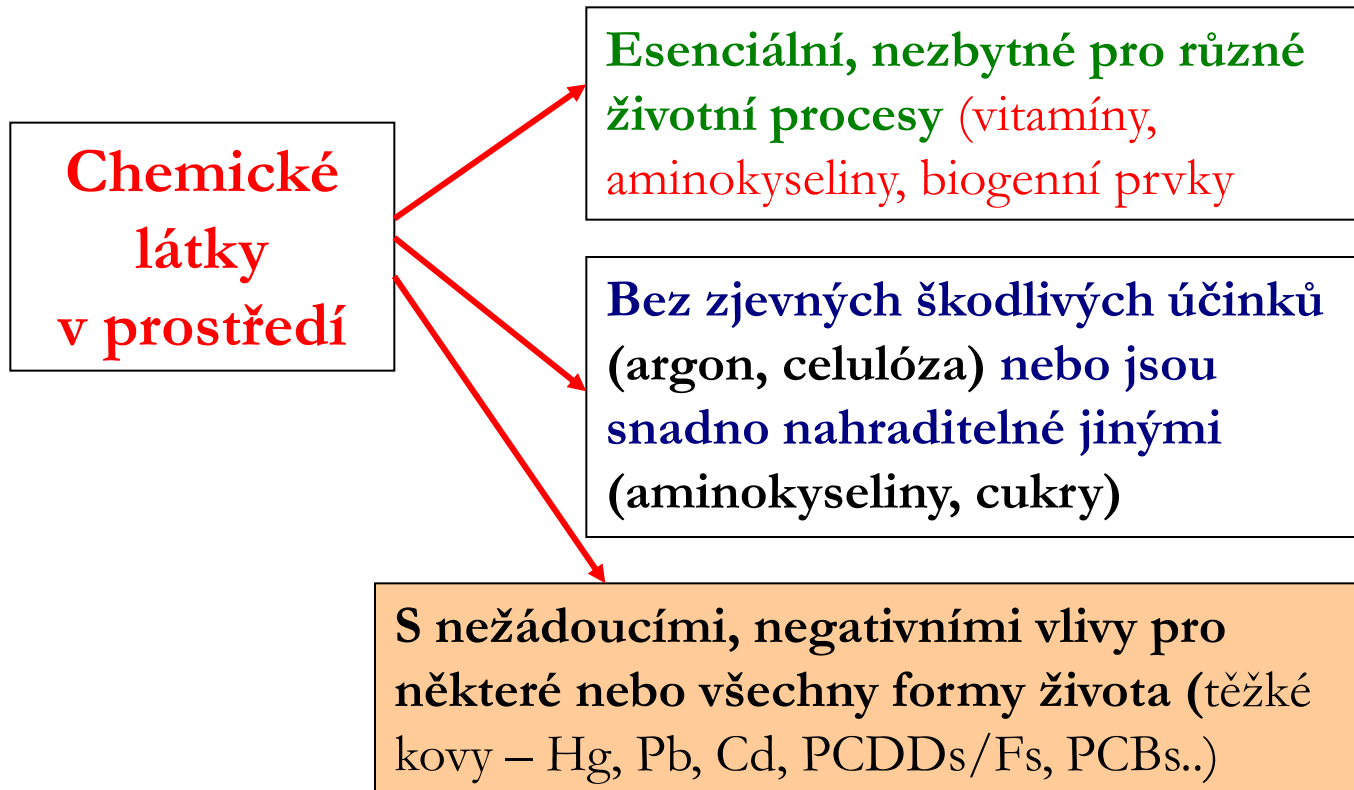 Chemické
látky
v prostředí
Esenciální, nezbytné pro různé
životní procesy (vitamíny,
aminokyseliny, biogenní prvky
Bez zjevných škodlivých účinků
(argon, celulóza) nebo jsou
snadno nahraditelné jinými
(aminokyseliny, cukry)
S nežádoucími, negativními vlivy pro
některé nebo všechny formy života (těžké
kovy – Hg, Pb, Cd, PCDDs/Fs, PCBs..)